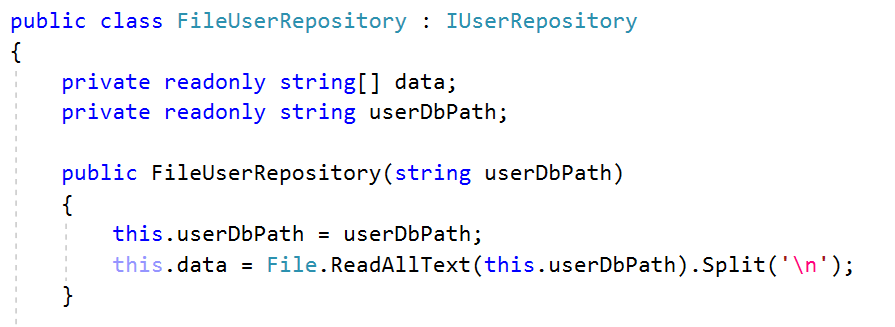 public class FileUserRepository : IUserRepository
{
    private readonly string[] data;
    private readonly string userDbPath;

    public FileUserRepository(string userDbPath)
    {
        this.userDbPath = userDbPath;
        this.data = File.ReadAllText(this.userDbPath).Split('\n');
    }